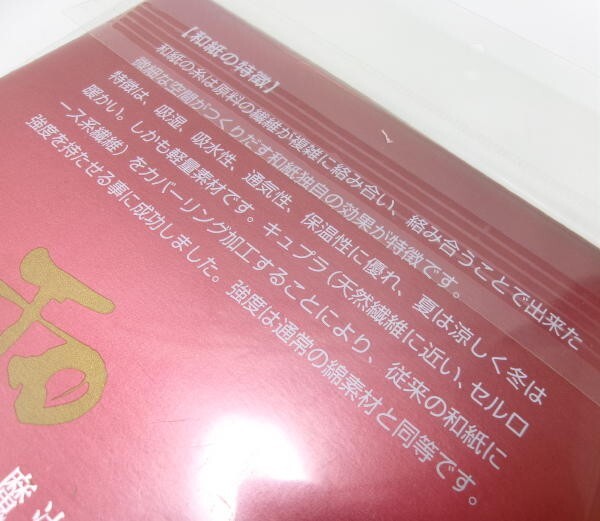 【和紙の特徴】
和紙の糸は原料の繊維が複雑に絡み合い、絡み合うことで出来た
微細な空間がつくりだす和紙独自の効果が特徴です。
特徴は、吸湿、吸水性、通気性、保温性に優れ、夏は涼しく冬は
暖かい。しかも軽量素材です。キュプラ（天然繊維に近い、セルロ
ース系繊維）をカバーリング加工することにより、従来の和紙に
強度を持たせる事に成功しました。強度は通常の綿素材と同等です。